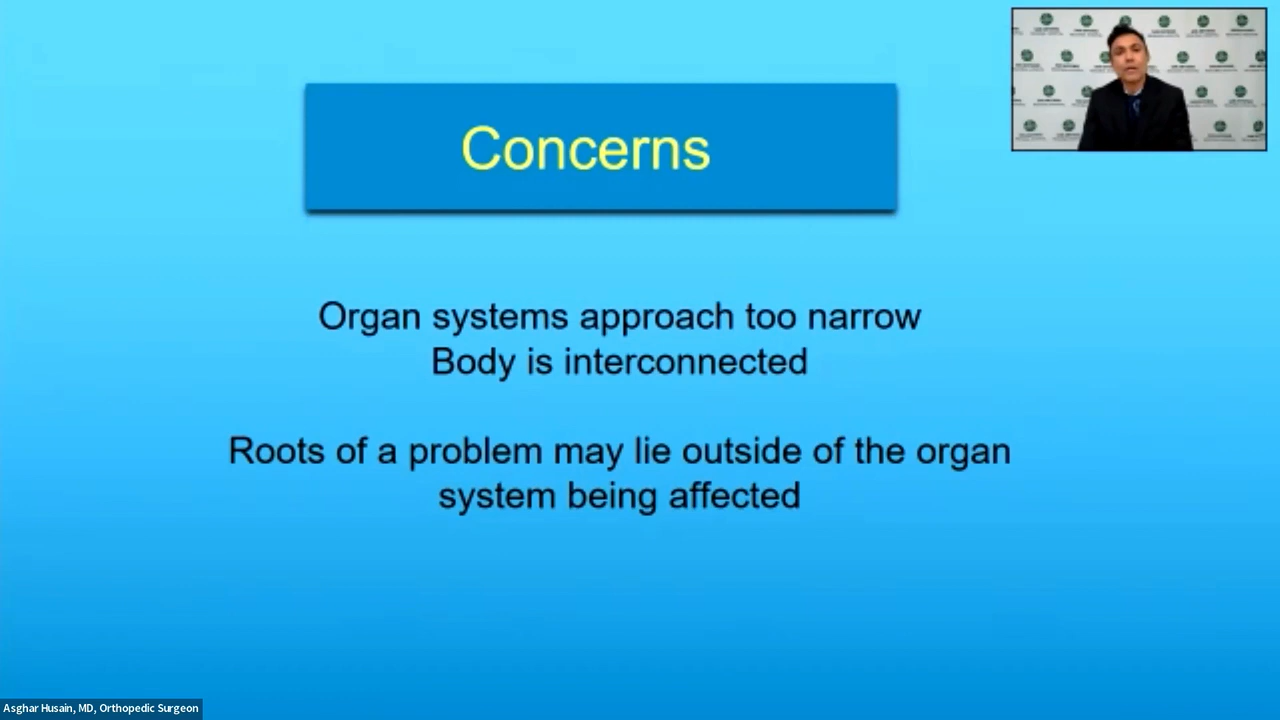 Concerns
Organ systems approach too narrow
Body is interconnected
Roots of a problem may lie outside of the organ
system being affected
Asghar Husain, MD, Orthopedic Surgeon